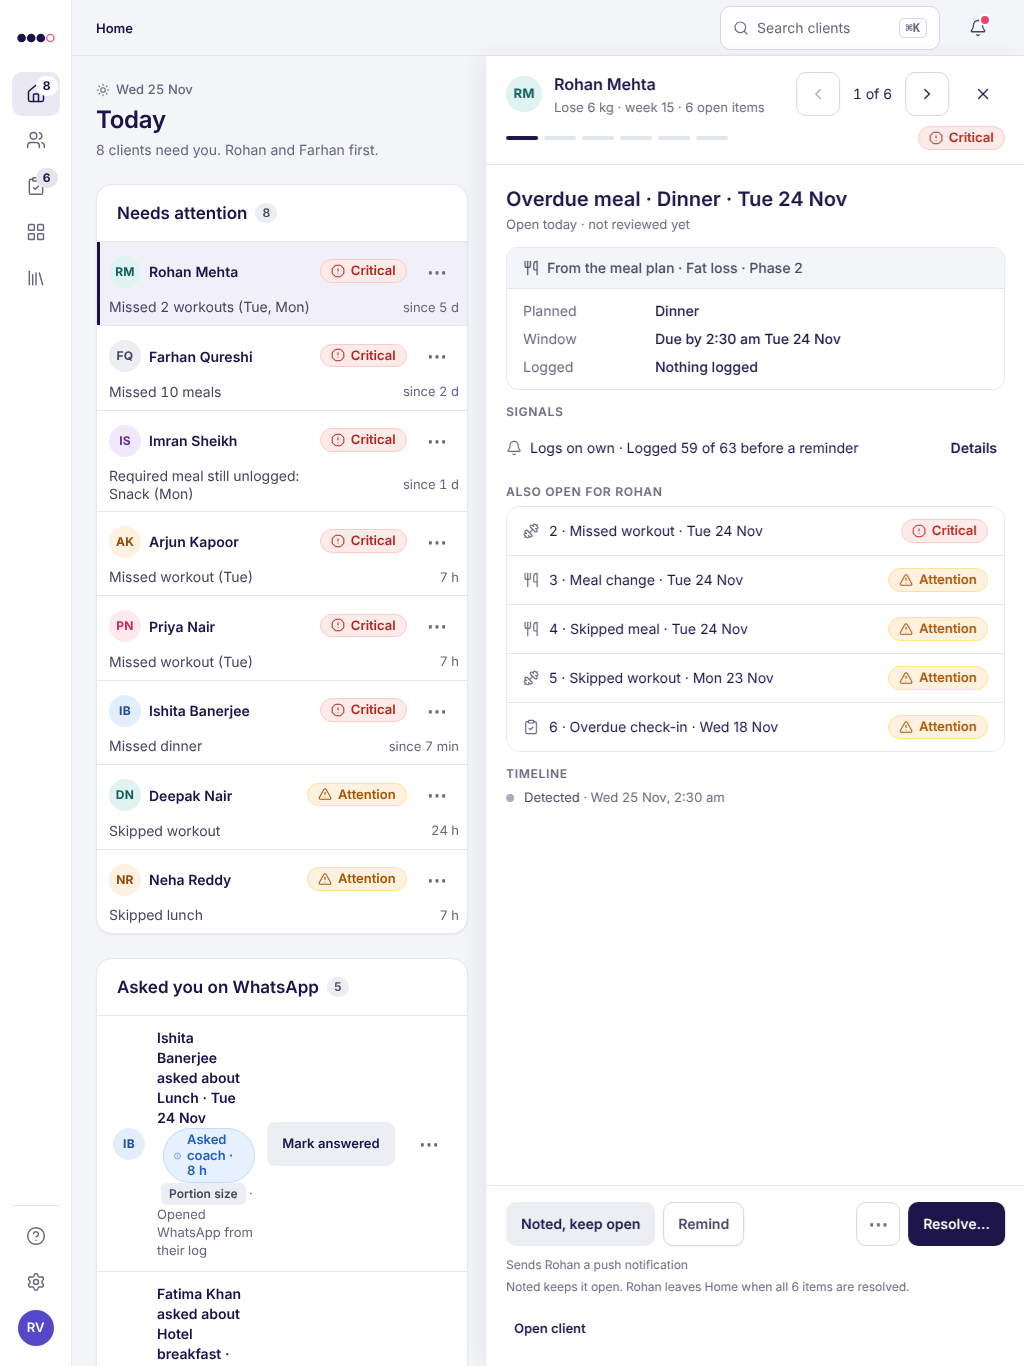 Home
Search clients
⌘K
8
6
Wed 25 Nov
Today
8 clients need you. Rohan and Farhan first.
Needs attention 8
RM Rohan Mehta Critical
Missed 2 workouts (Tue, Mon) since 5 d
FQ Farhan Qureshi Critical
Missed 10 meals since 2 d
IS Imran Sheikh Critical
Required meal still unlogged:
Snack (Mon)
since 1 d
AK Arjun Kapoor Critical
Missed workout (Tue) 7 h
PN Priya Nair Critical
Missed workout (Tue) 7 h
IB Ishita Banerjee Critical
Missed dinner since 7 min
DN Deepak Nair Attention
Skipped workout 24 h
NR Neha Reddy Attention
Skipped lunch 7 h
Asked you on WhatsApp 5
IB
Ishita
Banerjee
asked about
Lunch · Tue
24 Nov
Asked
coach ·
8 h
Portion size ·
Opened
WhatsApp from
their log
Mark answered
Fatima Khan
asked about
Hotel
breakfast ·
RV
RM
Rohan Mehta
Lose 6 kg · week 15 · 6 open items
1 of 6
Critical
Overdue meal · Dinner · Tue 24 Nov
Open today · not reviewed yet
From the meal plan · Fat loss · Phase 2
Planned Dinner
Window Due by 2:30 am Tue 24 Nov
Logged Nothing logged
SIGNALS
Logs on own · Logged 59 of 63 before a reminder Details
ALSO OPEN FOR ROHAN
2 · Missed workout · Tue 24 Nov Critical
3 · Meal change · Tue 24 Nov Attention
4 · Skipped meal · Tue 24 Nov Attention
5 · Skipped workout · Mon 23 Nov Attention
6 · Overdue check-in · Wed 18 Nov Attention
TIMELINE
Detected · Wed 25 Nov, 2:30 am
Noted, keep open Remind ... Resolve...
Sends Rohan a push notification
Noted keeps it open. Rohan leaves Home when all 6 items are resolved.
Open client